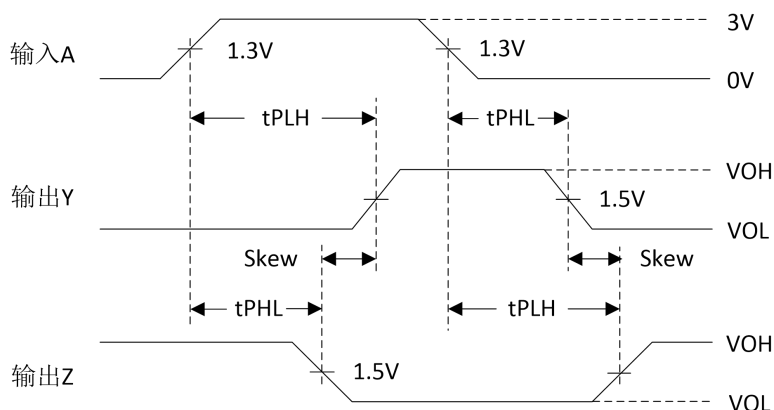 3V
输入A
1.3V
1.3V
0V
tPLH
tPHL
VOH
输出Y
1.5V
VOL
Skew
Skew
tPHL
tPLH
VOH
输出Z
1.5V
VOL